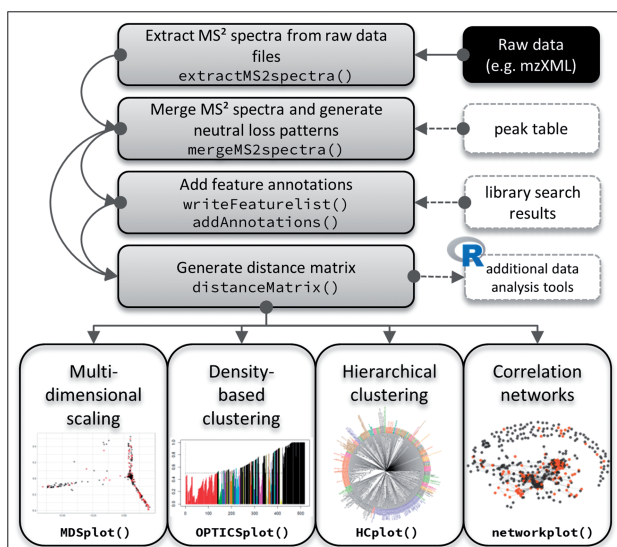 Extract MS² spectra from raw data
files
extractMS2spectra()
Raw data
(e.g. mzXML)
Merge MS² spectra and generate
neutral loss patterns
mergeMS2spectra()
peak table
Add feature annotations
writeFeaturelist()
addAnnotations()
library search
results
Generate distance matrix
distanceMatrix()
R
additional data
analysis tools
Multi-
dimensional
scaling
MDSplot()
Density-
based
clustering
OPTICSplot()
Hierarchical
clustering
HCplot()
Correlation
networks
networkplot()